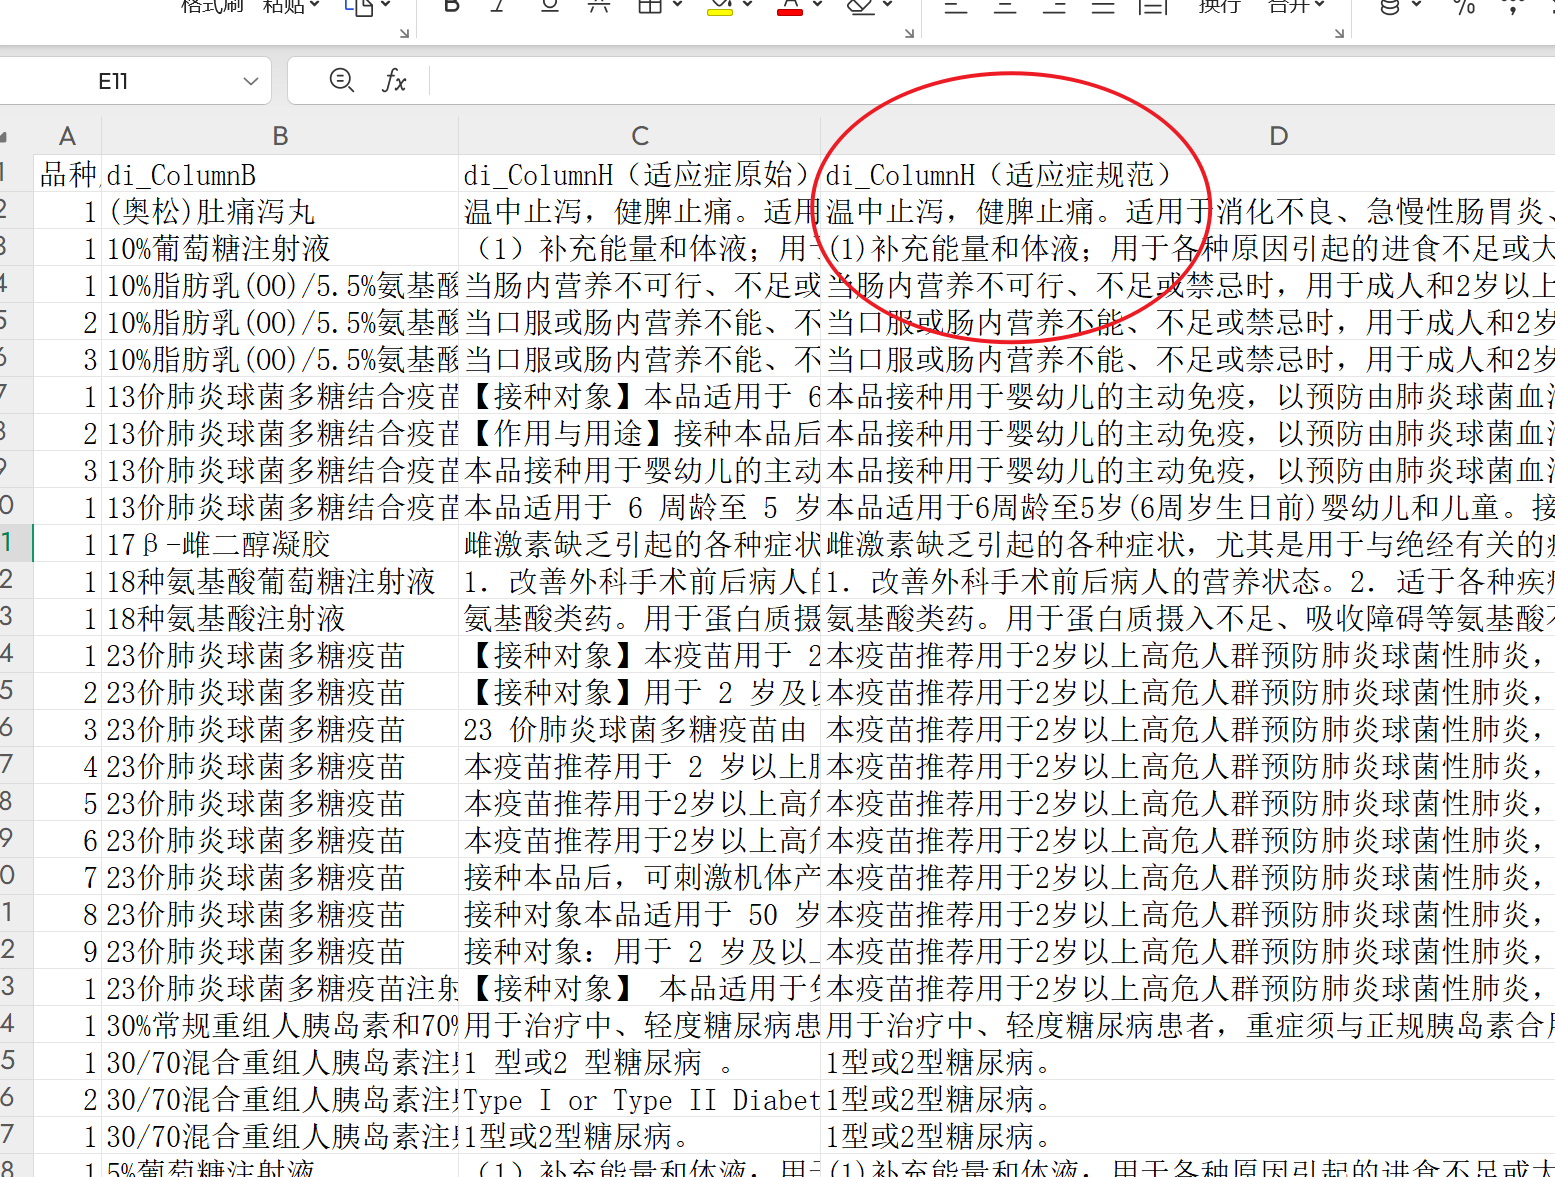 格式刷 粘贴 B I U 换行 合并 %
E11 fx
A B C D
品种 di_ColumnB di_ColumnH（适应症原始） di_ColumnH（适应症规范）
1 (奥松)肚痛泻丸 温中止泻，健脾止痛。适用 温中止泻，健脾止痛。适用于消化不良、急慢性肠胃炎、
1 10%葡萄糖注射液 （1）补充能量和体液；用于 (1)补充能量和体液；用于各种原因引起的进食不足或大
1 10%脂肪乳(OO)/5.5%氨基酸 当肠内营养不可行、不足或 当肠内营养不可行、不足或禁忌时，用于成人和2岁以上
2 10%脂肪乳(OO)/5.5%氨基酸 当口服或肠内营养不能、不 当口服或肠内营养不能、不足或禁忌时，用于成人和2岁
3 10%脂肪乳(OO)/5.5%氨基酸 当口服或肠内营养不能、不 当口服或肠内营养不能、不足或禁忌时，用于成人和2岁
1 13价肺炎球菌多糖结合疫苗 【接种对象】本品适用于 6 本品接种用于婴幼儿的主动免疫，以预防由肺炎球菌血清
2 13价肺炎球菌多糖结合疫苗 【作用与用途】接种本品后 本品接种用于婴幼儿的主动免疫，以预防由肺炎球菌血清
3 13价肺炎球菌多糖结合疫苗 本品接种用于婴幼儿的主动 本品接种用于婴幼儿的主动免疫，以预防由肺炎球菌血清
1 13价肺炎球菌多糖结合疫苗 本品适用于 6 周龄至 5 岁 本品适用于6周龄至5岁(6周岁生日前)婴幼儿和儿童。接
1 17β-雌二醇凝胶 雌激素缺乏引起的各种症状 雌激素缺乏引起的各种症状，尤其是用于与绝经有关的
1 18种氨基酸葡萄糖注射液 1. 改善外科手术前后病人的 1. 改善外科手术前后病人的营养状态。2. 适于各种疾病
1 18种氨基酸注射液 氨基酸类药。用于蛋白质摄 氨基酸类药。用于蛋白质摄入不足、吸收障碍等氨基酸不
1 23价肺炎球菌多糖疫苗 【接种对象】本疫苗用于 2 本疫苗推荐用于2岁以上高危人群预防肺炎球菌性肺炎，
2 23价肺炎球菌多糖疫苗 【接种对象】用于 2 岁及以 本疫苗推荐用于2岁以上高危人群预防肺炎球菌性肺炎，
3 23价肺炎球菌多糖疫苗 23 价肺炎球菌多糖疫苗由 本疫苗推荐用于2岁以上高危人群预防肺炎球菌性肺炎，
4 23价肺炎球菌多糖疫苗 本疫苗推荐用于 2 岁以上 本疫苗推荐用于2岁以上高危人群预防肺炎球菌性肺炎，
5 23价肺炎球菌多糖疫苗 本疫苗推荐用于2岁以上高危 本疫苗推荐用于2岁以上高危人群预防肺炎球菌性肺炎，
6 23价肺炎球菌多糖疫苗 本疫苗推荐用于2岁以上高危 本疫苗推荐用于2岁以上高危人群预防肺炎球菌性肺炎，
7 23价肺炎球菌多糖疫苗 接种本品后，可刺激机体产 本疫苗推荐用于2岁以上高危人群预防肺炎球菌性肺炎，
8 23价肺炎球菌多糖疫苗 接种对象本品适用于 50 岁 本疫苗推荐用于2岁以上高危人群预防肺炎球菌性肺炎，
9 23价肺炎球菌多糖疫苗 接种对象：用于 2 岁及以上 本疫苗推荐用于2岁以上高危人群预防肺炎球菌性肺炎，
1 23价肺炎球菌多糖疫苗注射 【接种对象】 本品适用于免 本疫苗推荐用于2岁以上高危人群预防肺炎球菌性肺炎，
1 30%常规重组人胰岛素和70% 用于治疗中、轻度糖尿病患 用于治疗中、轻度糖尿病患者，重症须与正规胰岛素合用
1 30/70混合重组人胰岛素注射 1 型或2 型糖尿病 。 1型或2型糖尿病。
2 30/70混合重组人胰岛素注射 Type I or Type II Diabet 1型或2型糖尿病。
1 30/70混合重组人胰岛素注射 1型或2型糖尿病。 1型或2型糖尿病。
1 5%葡萄糖注射液 （1）补充能量和体液；用于 (1)补充能量和体液；用于各种原因引起的进食不足或大